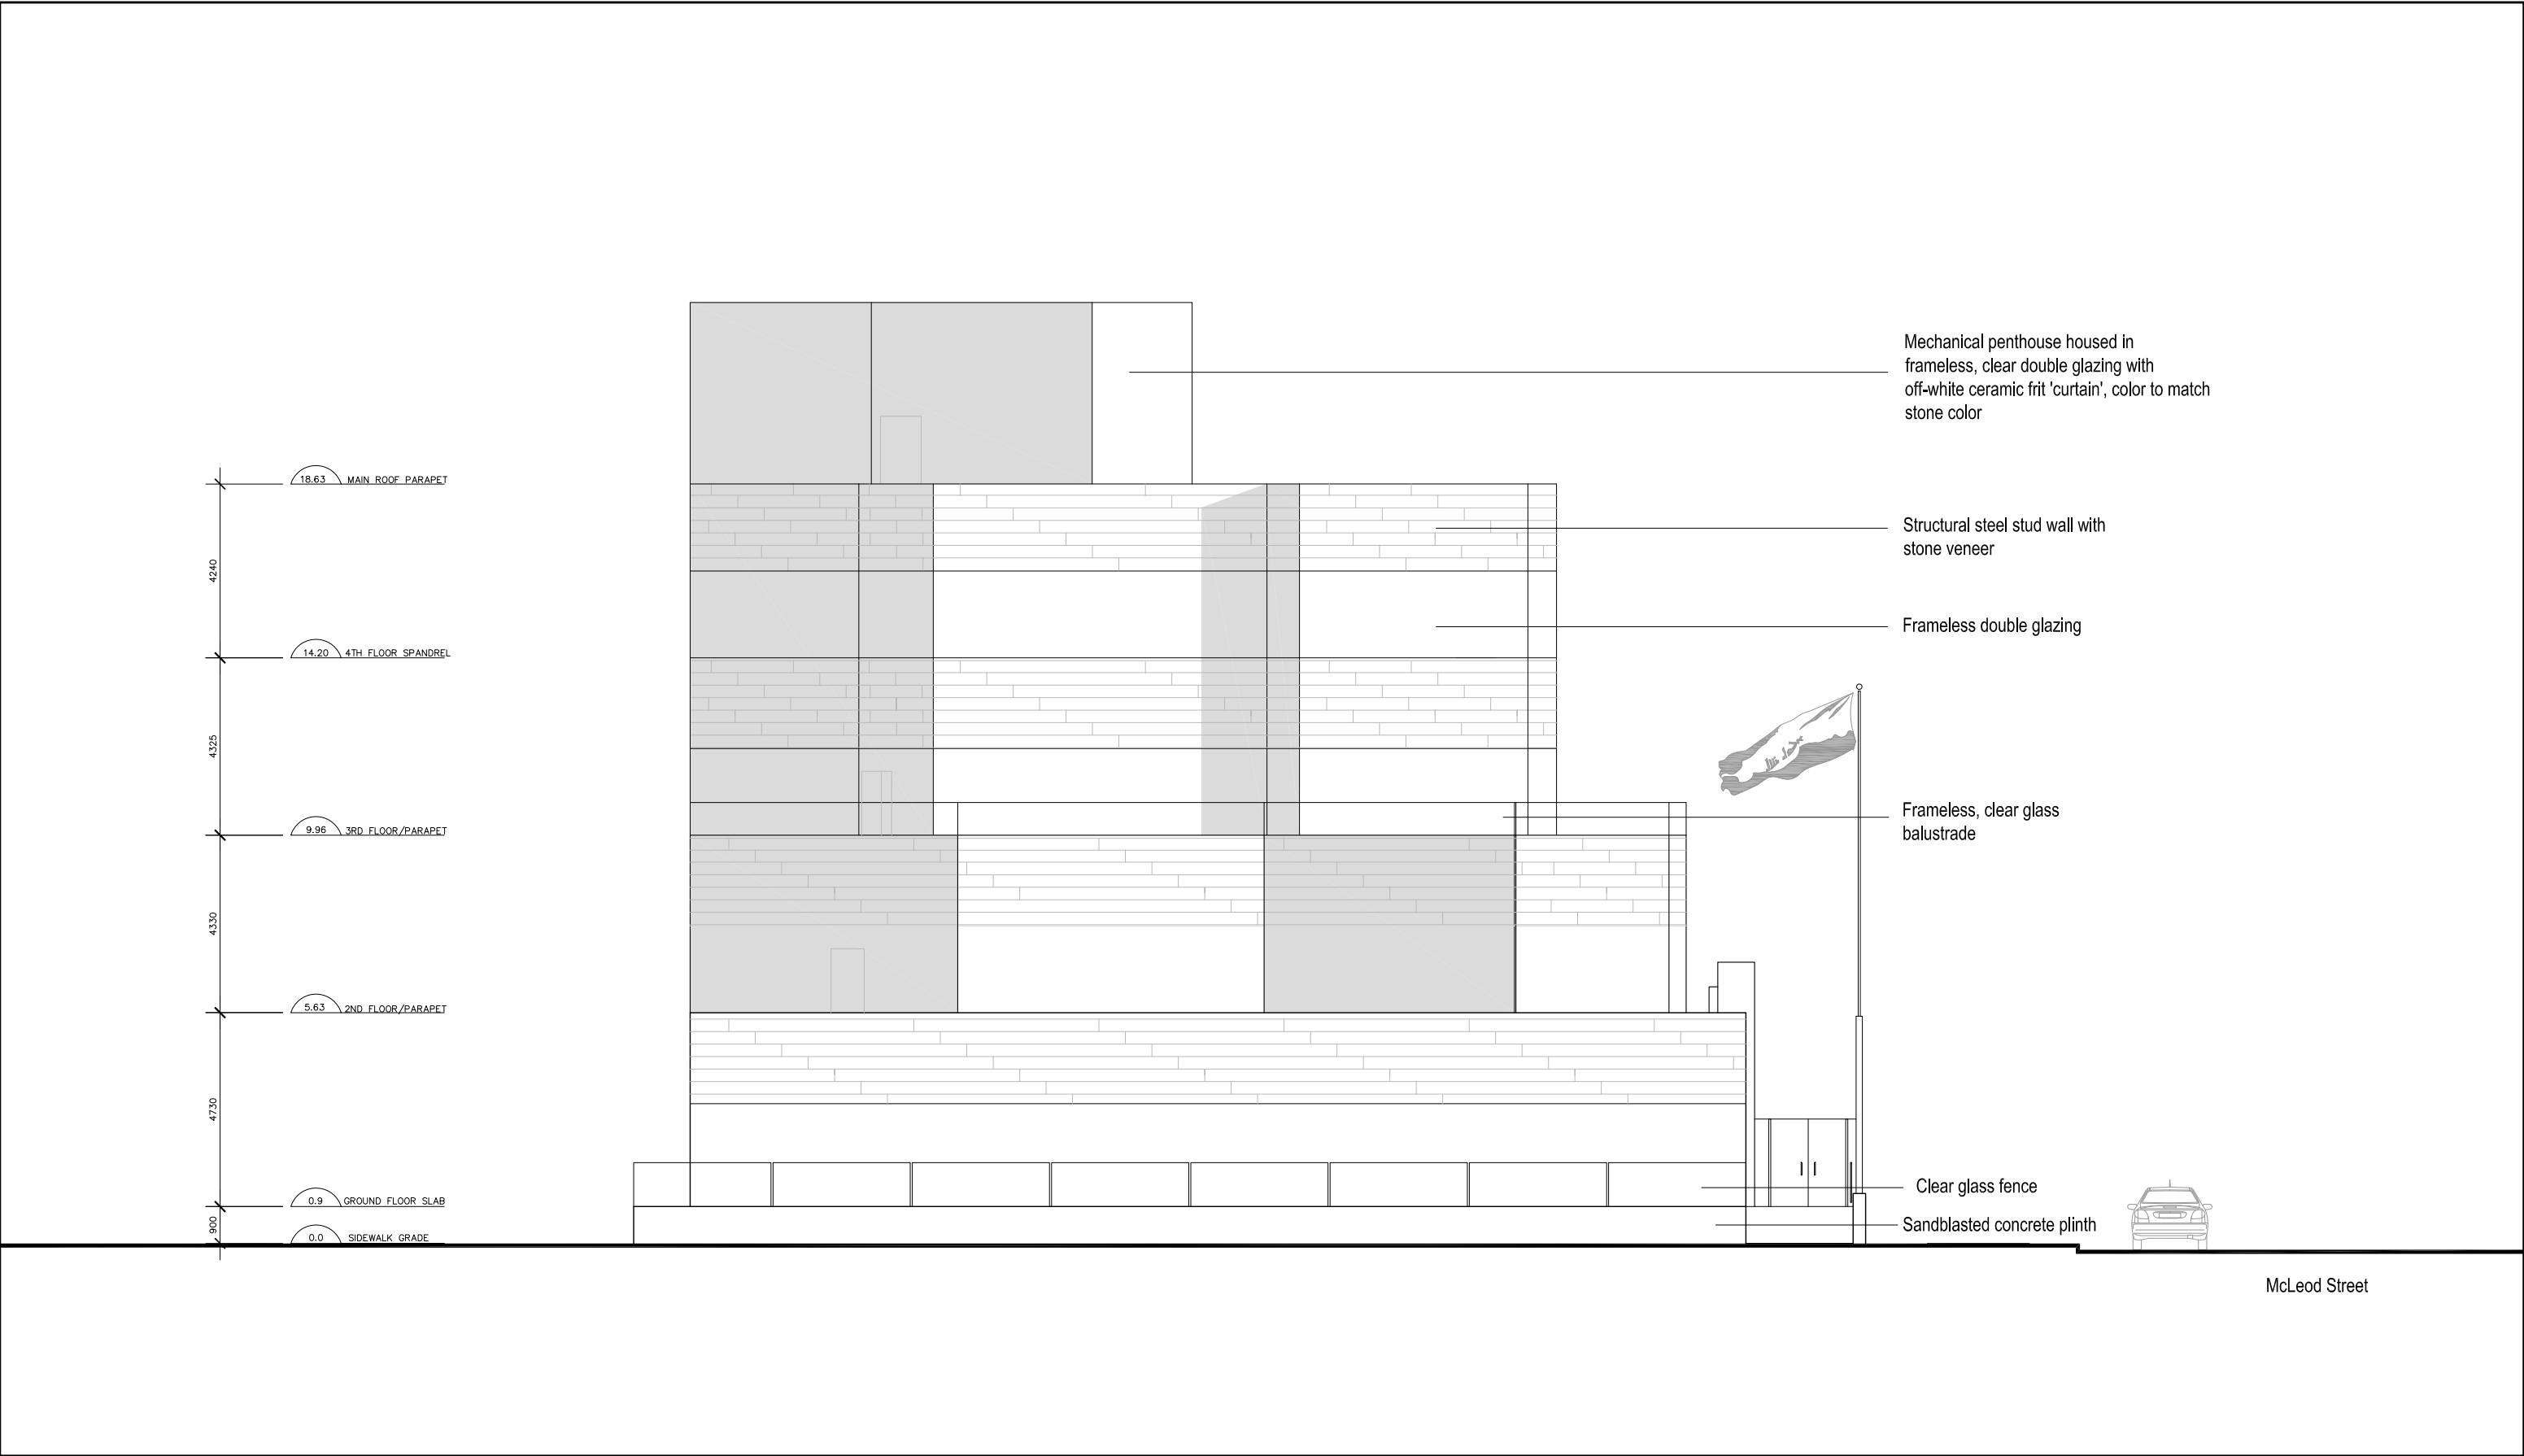 Mechanical penthouse housed in
frameless, clear double glazing with
off-white ceramic frit 'curtain', color to match
stone color
18.63 MAIN ROOF PARAPET
Structural steel stud wall with
stone veneer
4240
Frameless double glazing
14.20 4TH FLOOR SPANDREL
4325
Frameless, clear glass
balustrade
9.96 3RD FLOOR/PARAPET
4330
5.63 2ND FLOOR/PARAPET
4730
Clear glass fence
0.9 GROUND FLOOR SLAB
900
Sandblasted concrete plinth
0.0 SIDEWALK GRADE
McLeod Street